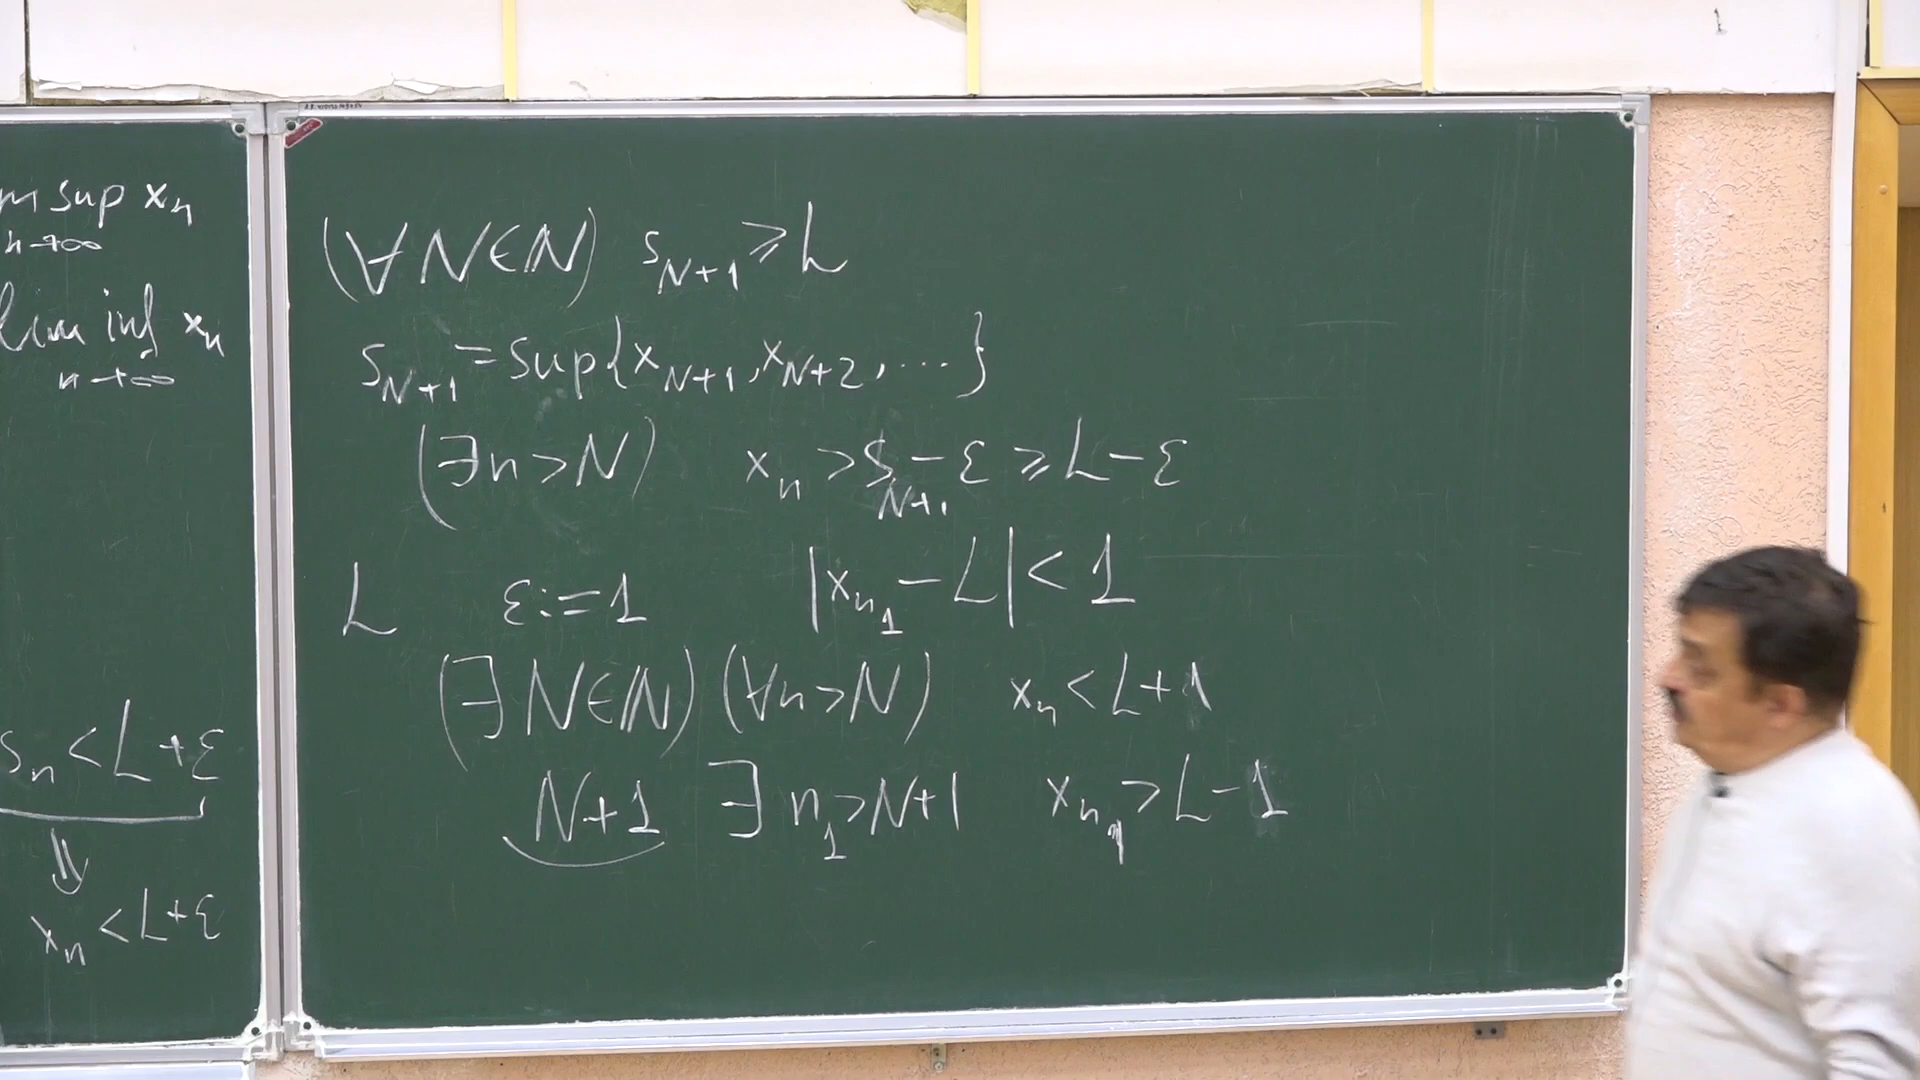 sup xₙ
n→∞
lim inf xₙ
n→∞
sₙ < L+ε
⇓
xₙ < L+ε
(∀N∈ℕ) s_{N+1} ⩾ L
s_{N+1} = sup{x_{N+1}, x_{N+2}, ...}
(∃n>N) xₙ > s_{N+1} − ε ⩾ L−ε
L ε:=1 |x_{n₁} − L| < 1
(∃N∈ℕ)(∀n>N) xₙ < L+1
N+1 ∃ n₁>N+1 x_{n₁} > L−1